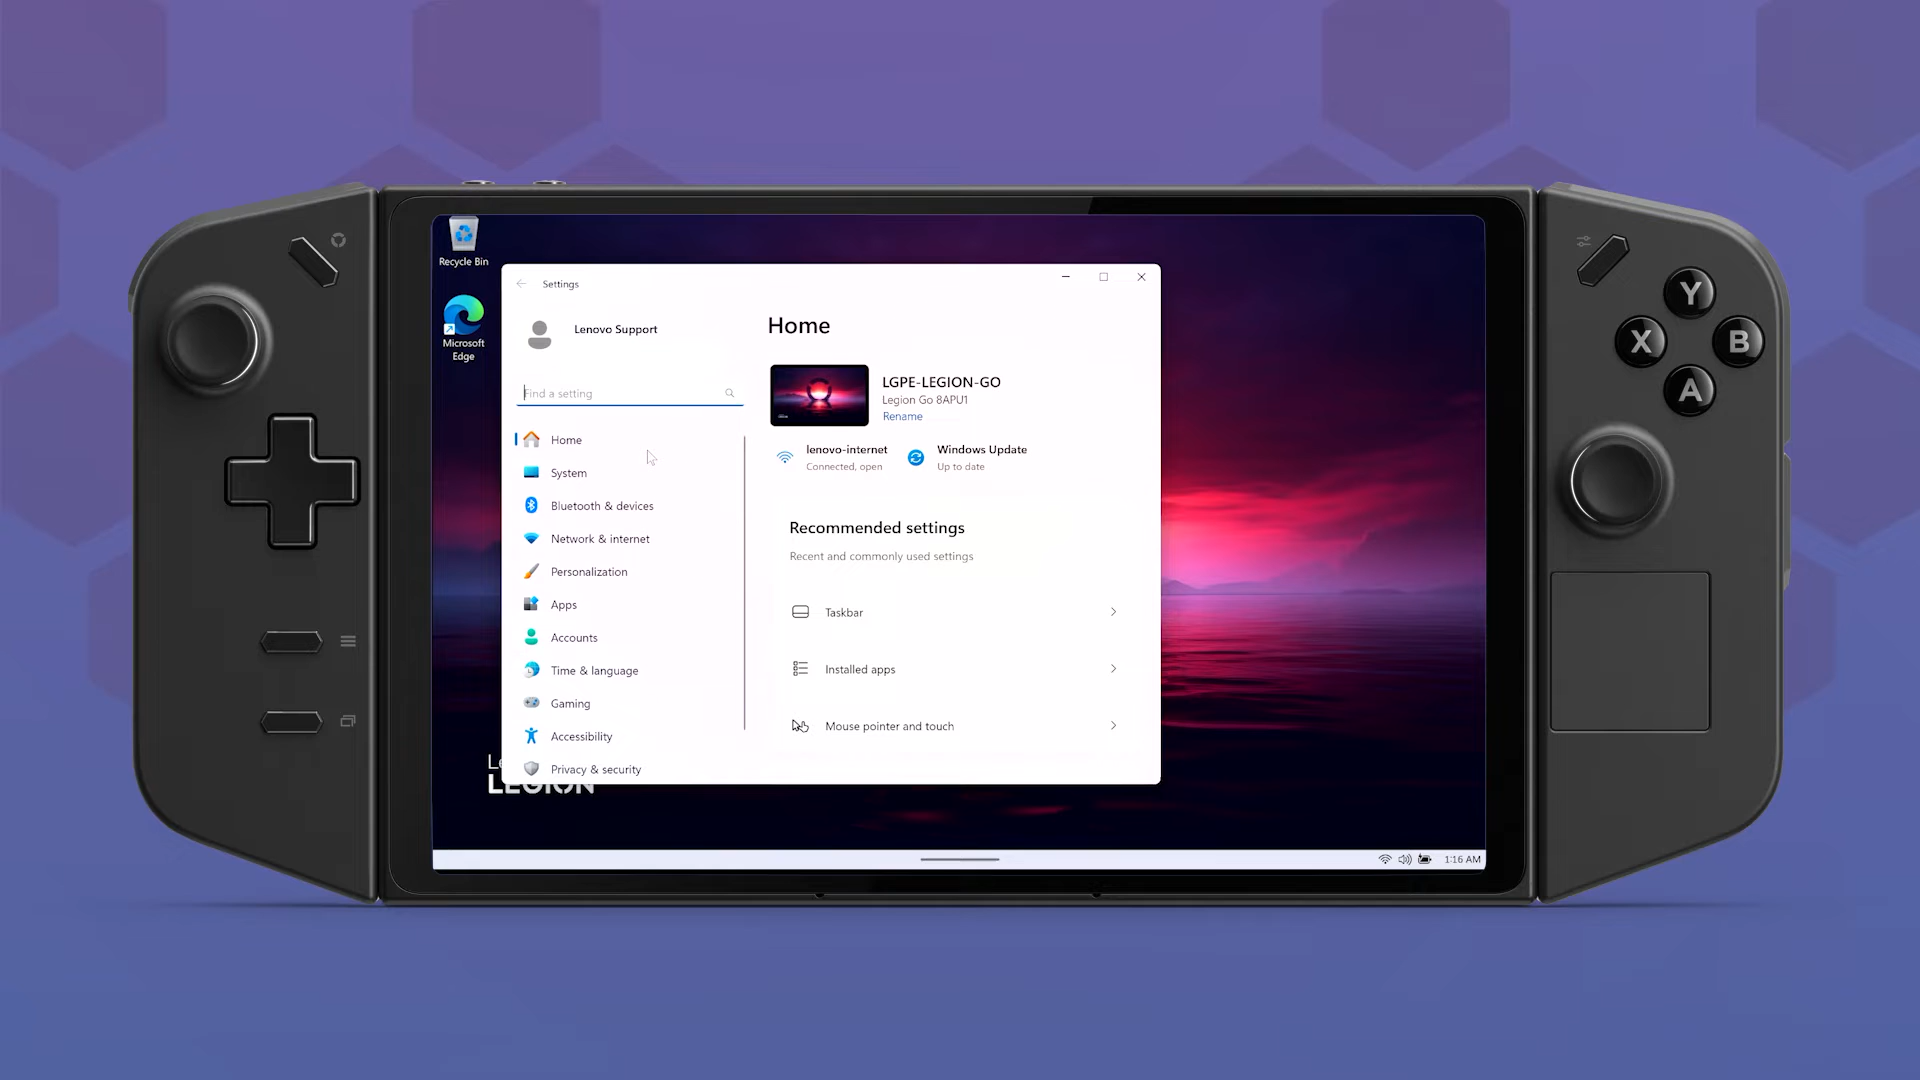 Recycle Bin
Microsoft
Edge
Settings
Lenovo Support
Find a setting
Home
System
Bluetooth & devices
Network & internet
Personalization
Apps
Accounts
Time & language
Gaming
Accessibility
Privacy & security
Home
LGPE-LEGION-GO
Legion Go 8APU1
Rename
lenovo-internet
Connected, open
Windows Update
Up to date
Recommended settings
Recent and commonly used settings
Taskbar
Installed apps
Mouse pointer and touch
Le
LEGION
1:16 AM
Y
X
B
A